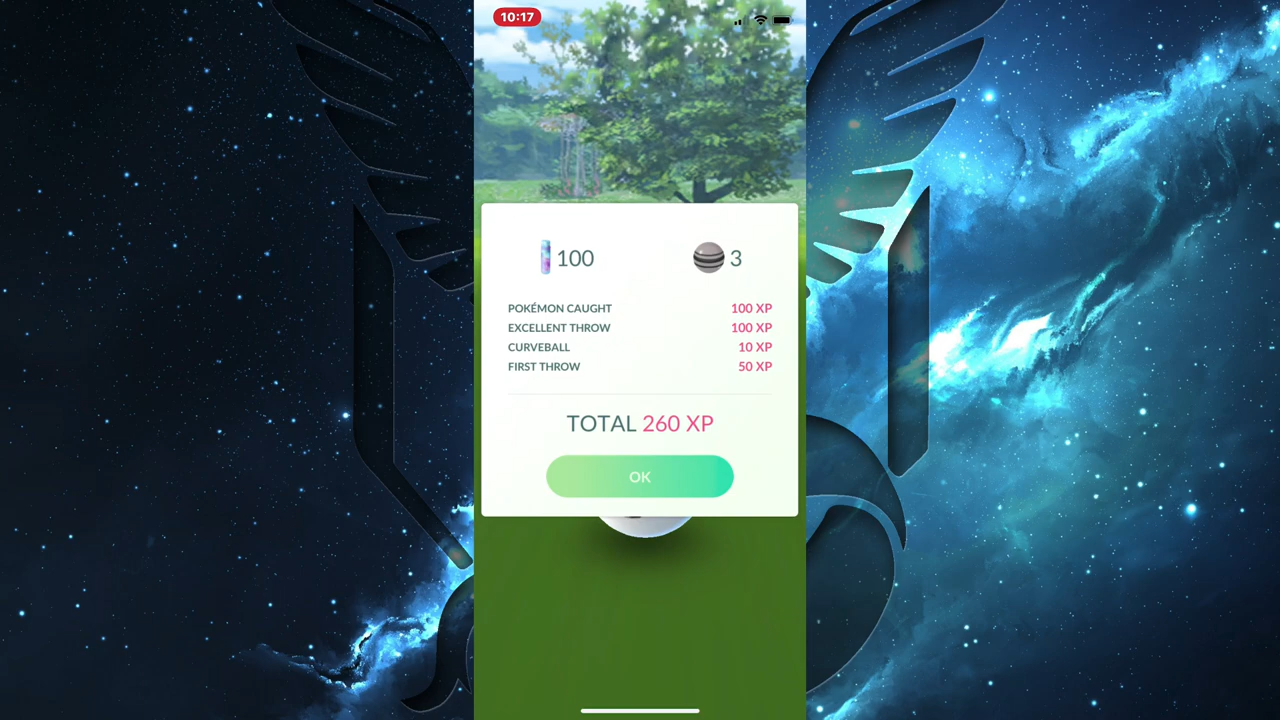 10:17
100 3
POKÉMON CAUGHT 100 XP
EXCELLENT THROW 100 XP
CURVEBALL 10 XP
FIRST THROW 50 XP
TOTAL 260 XP
OK